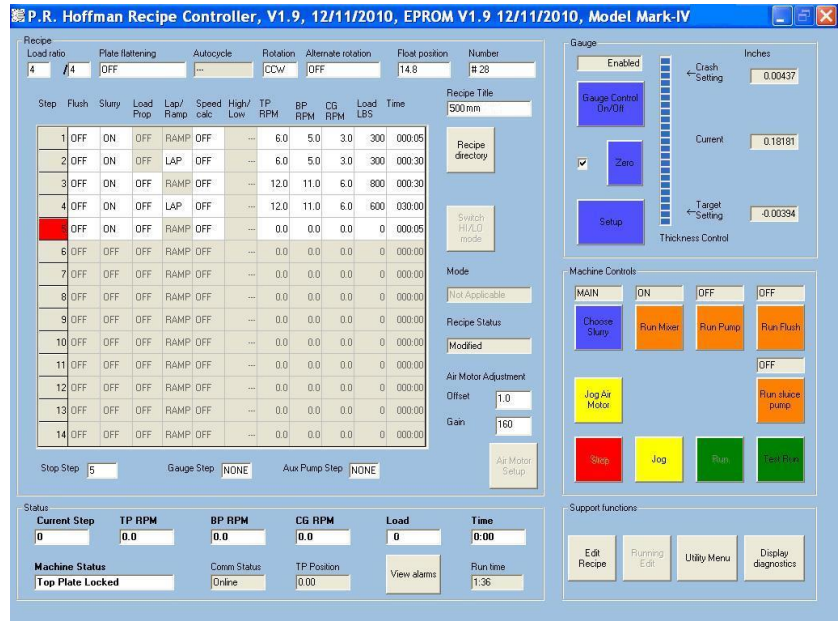 P.R. Hoffman Recipe Controller, V1.9, 12/11/2010, EPROM V1.9 12/11/2010, Model Mark-IV
Recipe
Load ratio Plate flattening Autocycle Rotation Alternate rotation Float position Number
4 / 4 OFF --- CCW OFF 14.8 # 28
Step Flush Slurry Load Prop Lap/ Ramp Speed calc High/ Low TP RPM BP RPM CG RPM Load LBS Time
1 OFF ON OFF RAMP OFF --- 6.0 5.0 3.0 300 000:05
2 OFF ON OFF LAP OFF --- 6.0 5.0 3.0 300 000:30
3 OFF ON OFF RAMP OFF --- 12.0 11.0 6.0 800 000:30
4 OFF ON OFF LAP OFF --- 12.0 11.0 6.0 600 030:00
5 OFF ON OFF RAMP OFF --- 0.0 0.0 0.0 0 000:05
6 OFF OFF OFF RAMP OFF --- 0.0 0.0 0.0 0 000:00
7 OFF OFF OFF RAMP OFF --- 0.0 0.0 0.0 0 000:00
8 OFF OFF OFF RAMP OFF --- 0.0 0.0 0.0 0 000:00
9 OFF OFF OFF RAMP OFF --- 0.0 0.0 0.0 0 000:00
10 OFF OFF OFF RAMP OFF --- 0.0 0.0 0.0 0 000:00
11 OFF OFF OFF RAMP OFF --- 0.0 0.0 0.0 0 000:00
12 OFF OFF OFF RAMP OFF --- 0.0 0.0 0.0 0 000:00
13 OFF OFF OFF RAMP OFF --- 0.0 0.0 0.0 0 000:00
14 OFF OFF OFF RAMP OFF --- 0.0 0.0 0.0 0 000:00
Stop Step 5 Gauge Step NONE Aux Pump Step NONE
Recipe Title
500 mm
Recipe
directory
Switch
HI/LO
mode
Mode
Not Applicable
Recipe Status
Modified
Air Motor Adjustment
Offset 1.0
Gain 160
Air Motor
Setup
Gauge
Enabled
Gauge Control
On/Off
Zero
Setup
Inches
←Crash
Setting 0.00437
Current 0.18181
Target
←Setting -0.00394
Thickness Control
Machine Controls
MAIN ON OFF OFF
Choose
Slurry
Run Mixer
Run Pump
Run Flush
OFF
Jog Air
Motor
Run sluice
pump
Stop
Jog
Run
Test Run
Status
Current Step TP RPM BP RPM CG RPM Load Time
0 0.0 0.0 0.0 0 0:00
Machine Status Comm Status TP Position Run time
Top Plate Locked Online 0.00 View alarms 1:36
Support functions
Edit
Recipe
Running
Edit
Utility Menu
Display
diagnostics